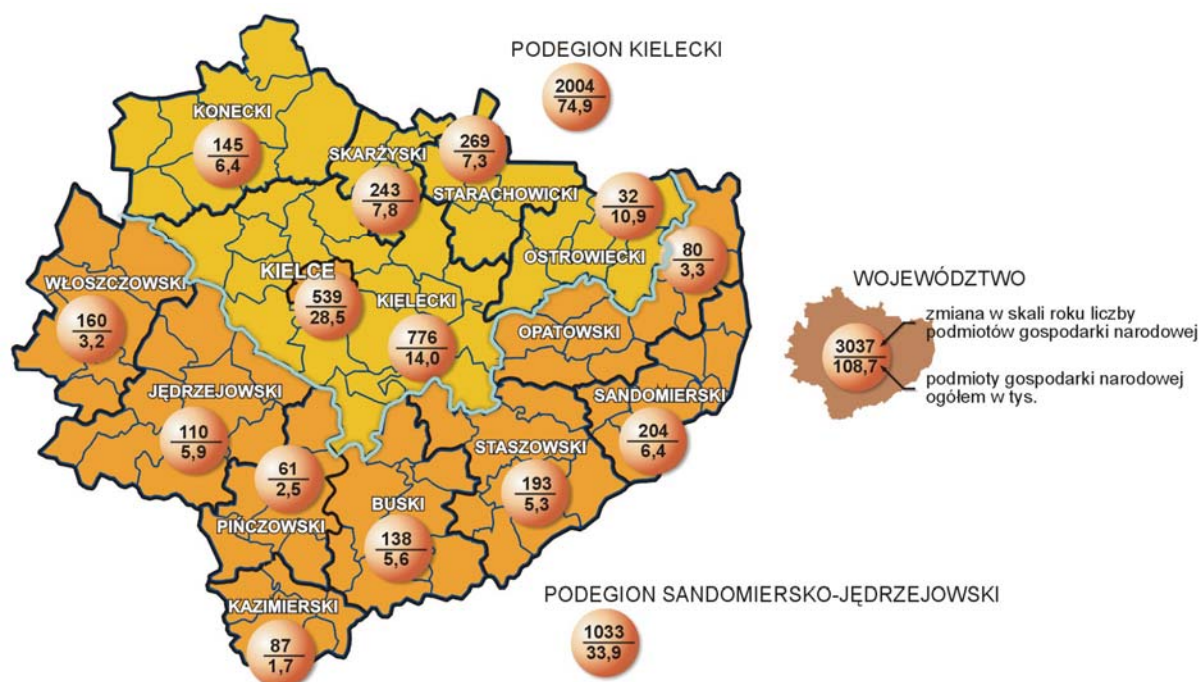 PODEGION KIELECKI
2004
74,9
KONECKI
145
6,4
SKARŻYSKI
243
7,8
269
7,3
STARACHOWICKI
32
10,9
OSTROWIECKI
80
3,3
OPATOWSKI
WŁOSZCZOWSKI
160
3,2
KIELCE
539
28,5
KIELECKI
776
14,0
WOJEWÓDZTWO
zmiana w skali roku liczby
podmiotów gospodarki narodowej
3037
108,7
podmioty gospodarki narodowej
ogółem w tys.
JĘDRZEJOWSKI
110
5,9
SANDOMIERSKI
204
6,4
STASZOWSKI
193
5,3
61
2,5
PIŃCZOWSKI
BUSKI
138
5,6
KAZIMIERSKI
87
1,7
PODEGION SANDOMIERSKO-JĘDRZEJOWSKI
1033
33,9